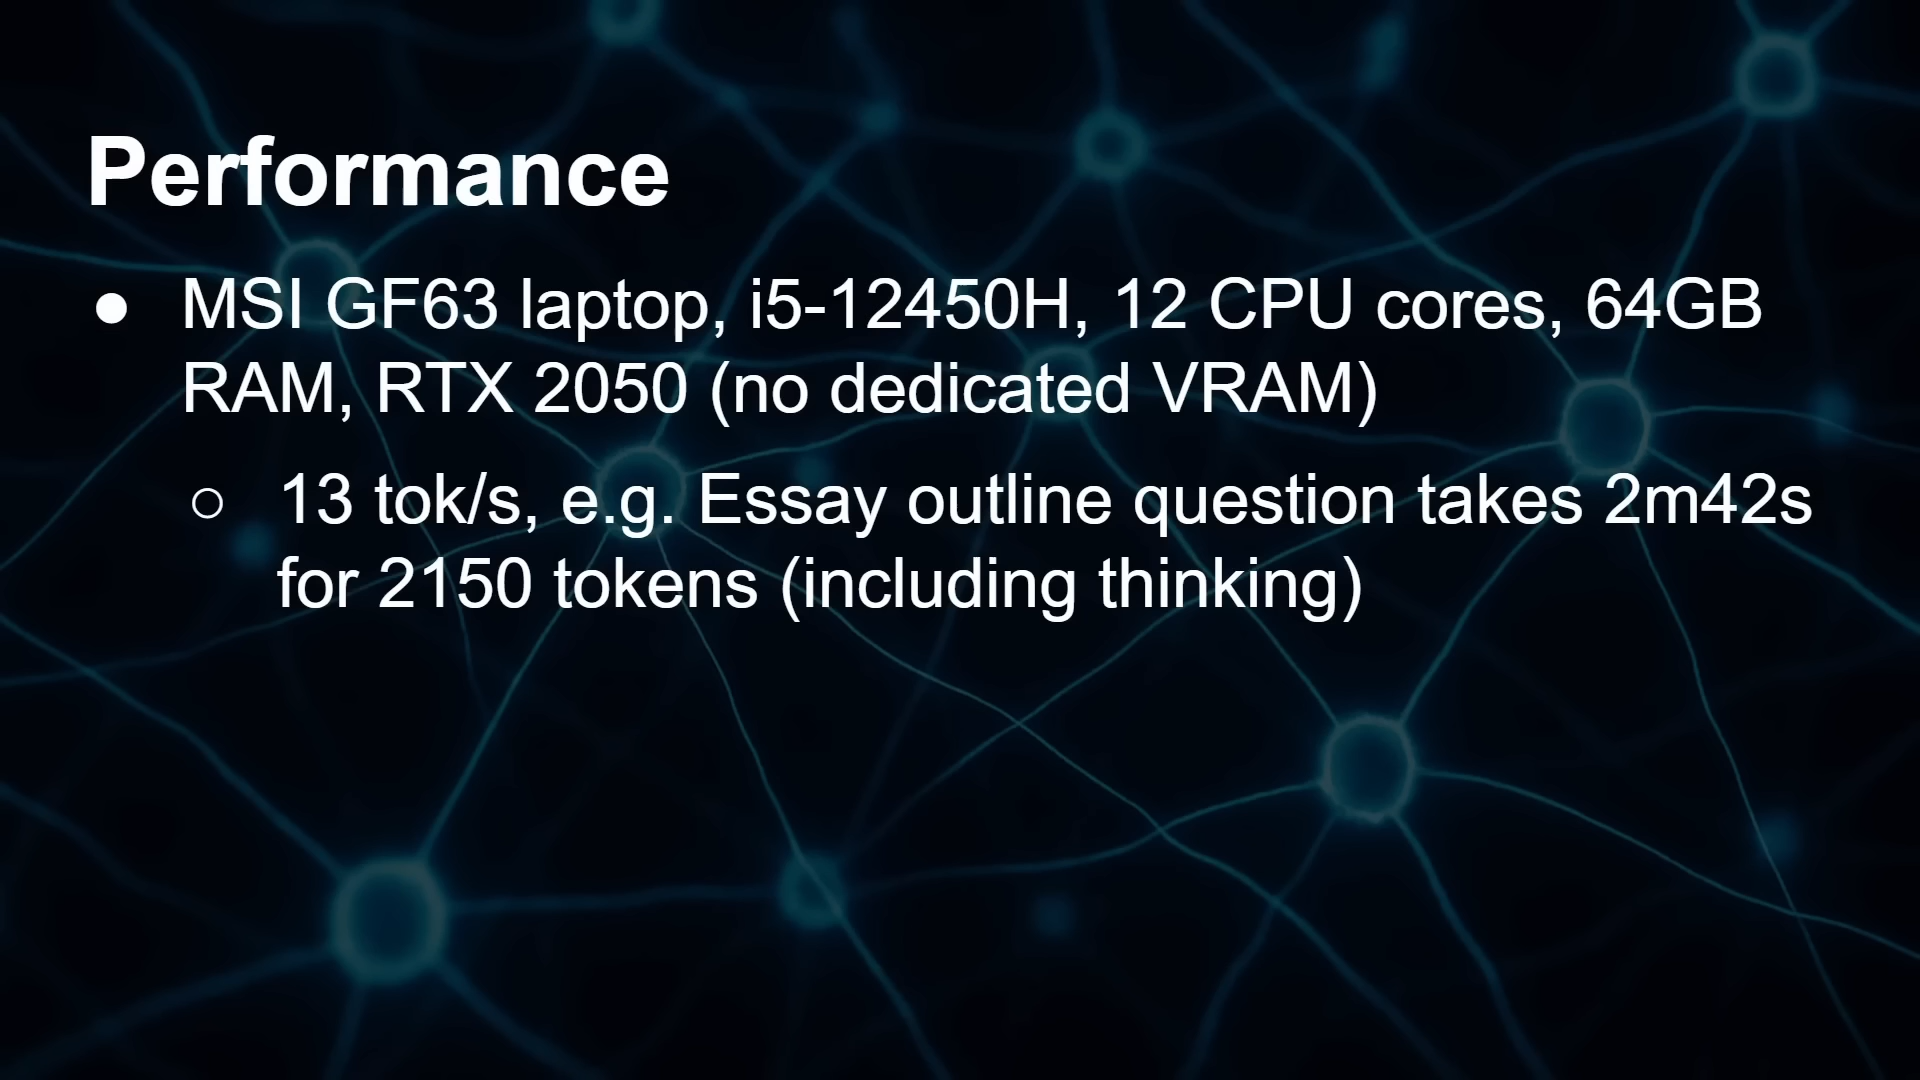 Performance
● MSI GF63 laptop, i5-12450H, 12 CPU cores, 64GB
RAM, RTX 2050 (no dedicated VRAM)
○ 13 tok/s, e.g. Essay outline question takes 2m42s
for 2150 tokens (including thinking)